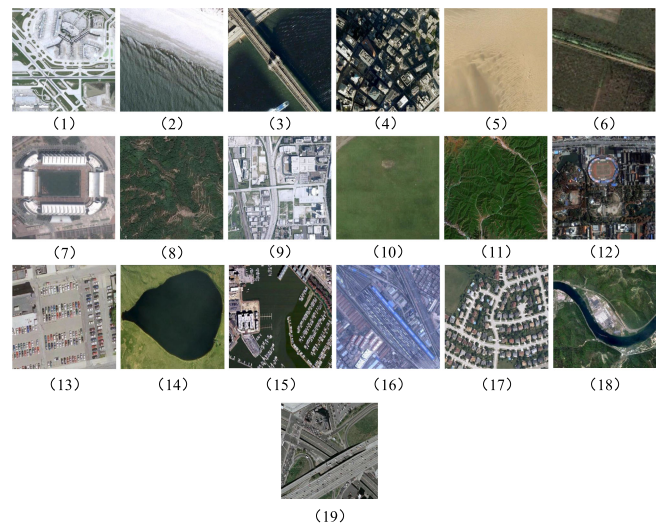 （1） （2） （3） （4） （5） （6）
（7） （8） （9） （10） （11） （12）
（13） （14） （15） （16） （17） （18）
（19）